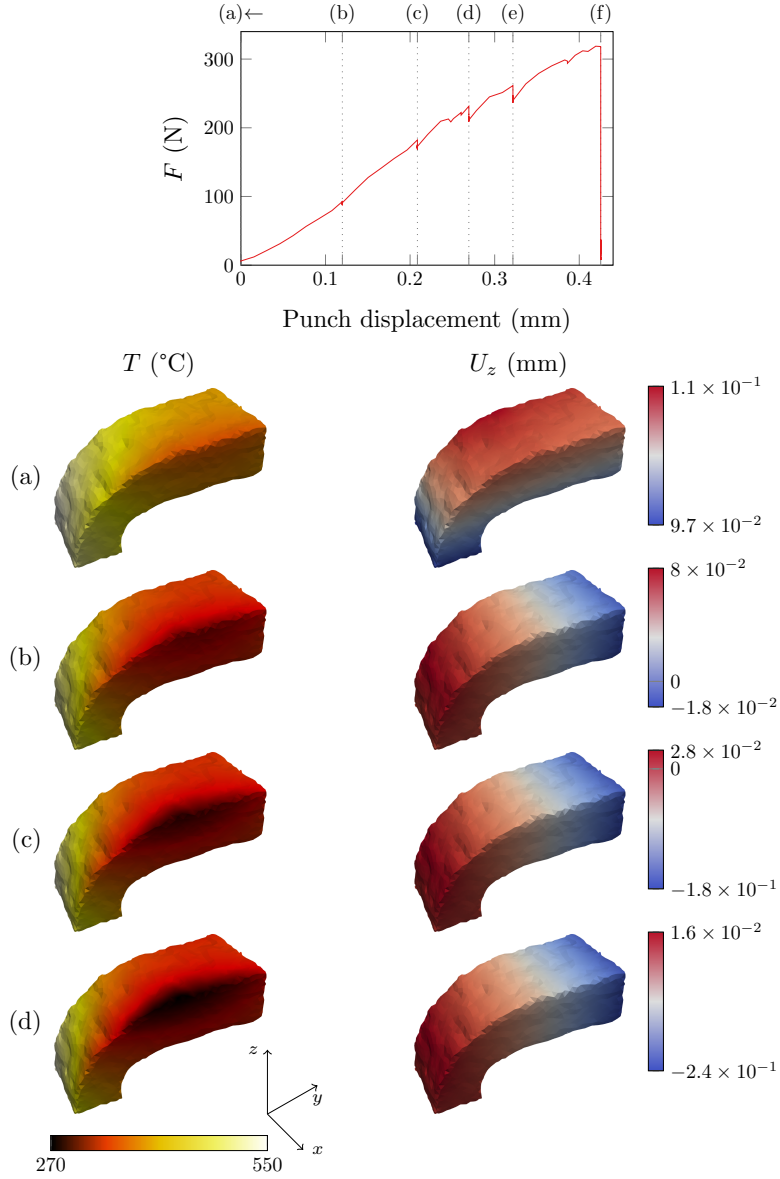 (a)← (b) (c) (d) (e) (f)
300
200
100
0
F (N)
0 0.1 0.2 0.3 0.4
Punch displacement (mm)
T (°C) U_z (mm)
(a)
1.1 × 10⁻¹
9.7 × 10⁻²
(b)
8 × 10⁻²
0
−1.8 × 10⁻²
(c)
2.8 × 10⁻²
0
−1.8 × 10⁻¹
(d)
1.6 × 10⁻²
−2.4 × 10⁻¹
z
y
x
270 550